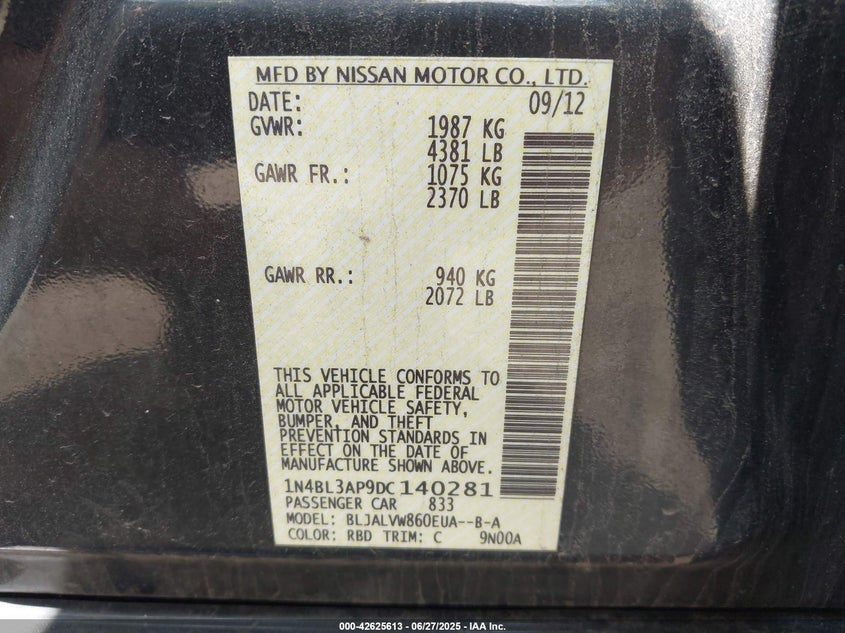 MFD BY NISSAN MOTOR CO., LTD.
DATE: 09/12
GVWR: 1987 KG
4381 LB
GAWR FR.: 1075 KG
2370 LB
GAWR RR.: 940 KG
2072 LB
THIS VEHICLE CONFORMS TO
ALL APPLICABLE FEDERAL
MOTOR VEHICLE SAFETY,
BUMPER, AND THEFT
PREVENTION STANDARDS IN
EFFECT ON THE DATE OF
MANUFACTURE SHOWN ABOVE.
1N4BL3AP9DC140281
PASSENGER CAR 833
MODEL: BLJALVW860EUA--B-A
COLOR: RBD TRIM: C 9N00A
000-42625613 - 06/27/2025 - IAA Inc.